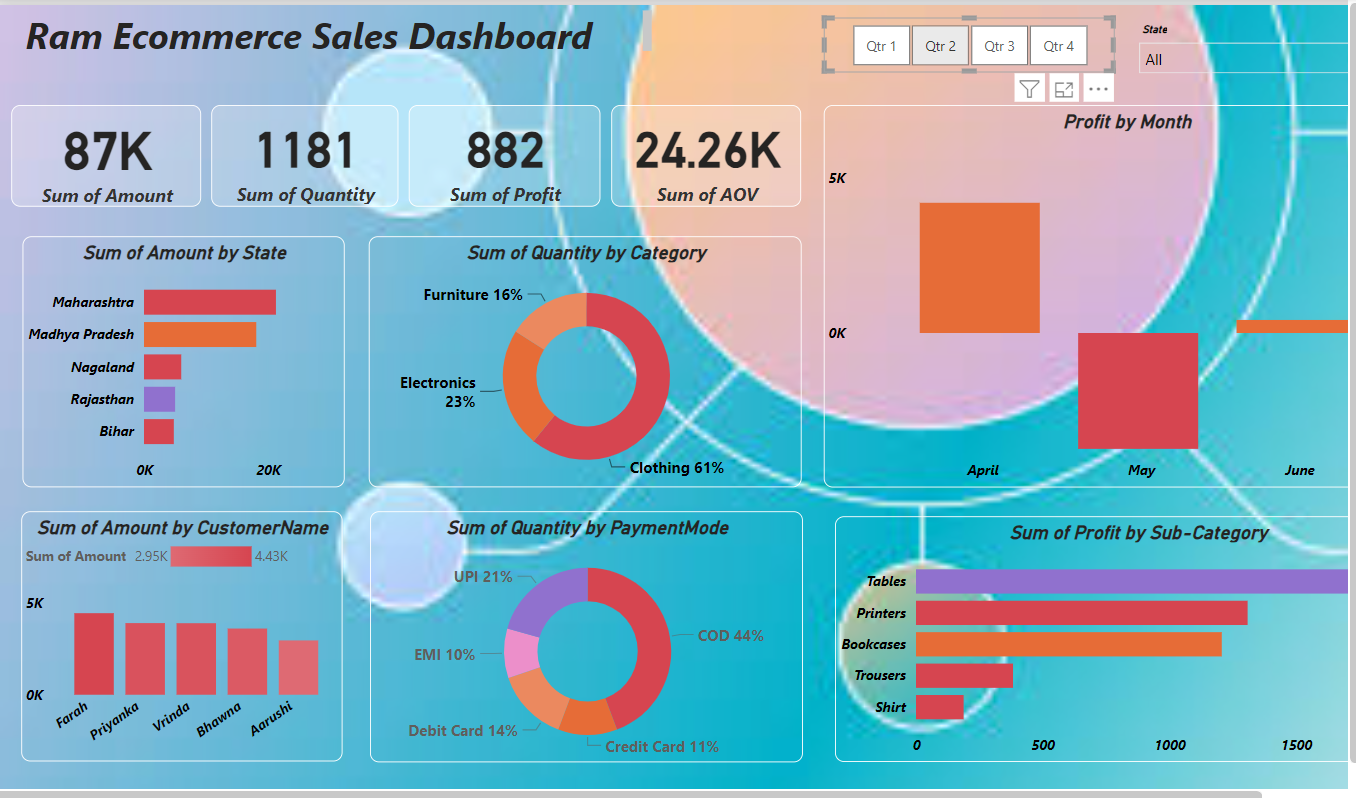 Ram Ecommerce Sales Dashboard
Qtr 1
Qtr 2
Qtr 3
Qtr 4
State
All
87K
Sum of Amount
1181
Sum of Quantity
882
Sum of Profit
24.26K
Sum of AOV
Profit by Month
5K
0K
April
May
June
Sum of Amount by State
Maharashtra
Madhya Pradesh
Nagaland
Rajasthan
Bihar
0K
20K
Sum of Quantity by Category
Furniture 16%
Electronics
23%
Clothing 61%
Sum of Amount by CustomerName
Sum of Amount 2.95K 4.43K
5K
0K
Farah
Priyanka
Vrinda
Bhawna
Aarushi
Sum of Quantity by PaymentMode
UPI 21%
COD 44%
EMI 10%
Debit Card 14%
Credit Card 11%
Sum of Profit by Sub-Category
Tables
Printers
Bookcases
Trousers
Shirt
0
500
1000
1500